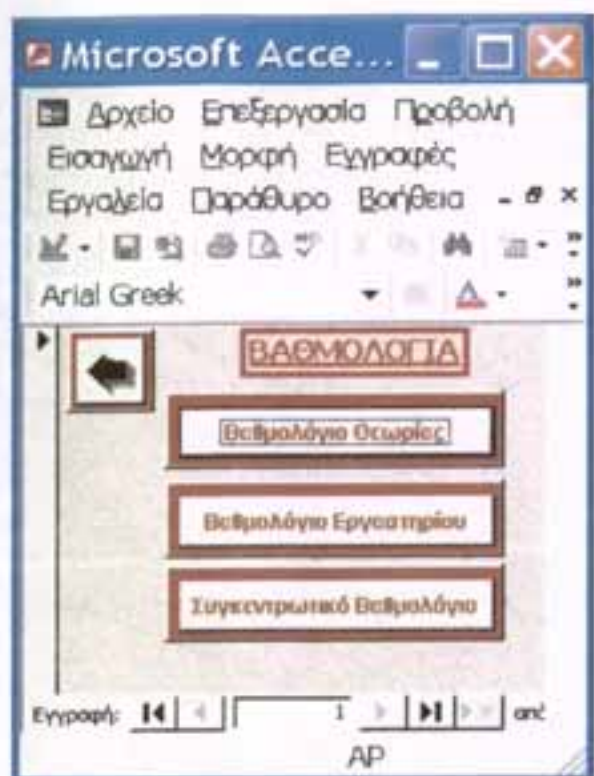 Microsoft Acce...
Αρχείο Επεξεργασία Προβολή
Εισαγωγή Μορφή Εγγραφές
Εργαλεία Παράθυρο Βοήθεια
Arial Greek
ΒΑΘΜΟΛΟΓΙΑ
Βαθμολόγιο Θεωρίας
Βαθμολόγιο Εργαστηρίου
Συγκεντρωτικό Βαθμολόγιο
Εγγραφή: 1 από
ΑΡ